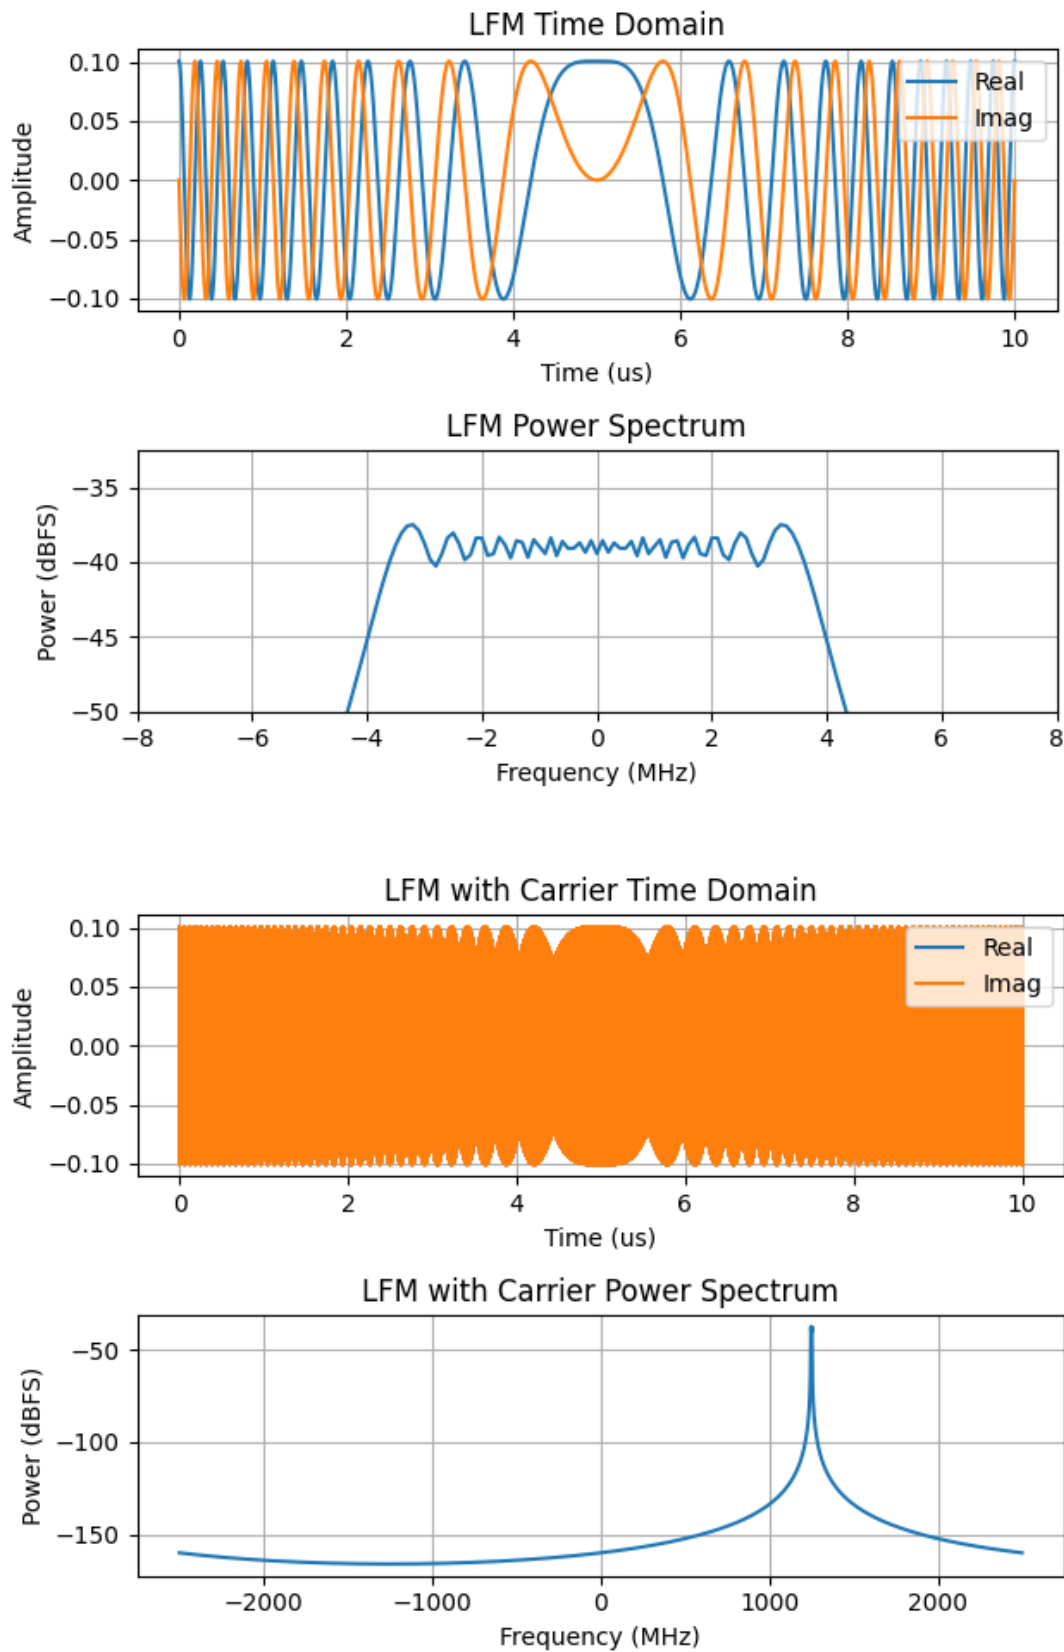 LFM Time Domain
0.10
0.05
0.00
−0.05
−0.10
Amplitude
Real
Imag
0 2 4 6 8 10
Time (us)
LFM Power Spectrum
−35
−40
−45
−50
Power (dBFS)
−8 −6 −4 −2 0 2 4 6 8
Frequency (MHz)
LFM with Carrier Time Domain
0.10
0.05
0.00
−0.05
−0.10
Amplitude
Real
Imag
0 2 4 6 8 10
Time (us)
LFM with Carrier Power Spectrum
−50
−100
−150
Power (dBFS)
−2000 −1000 0 1000 2000
Frequency (MHz)